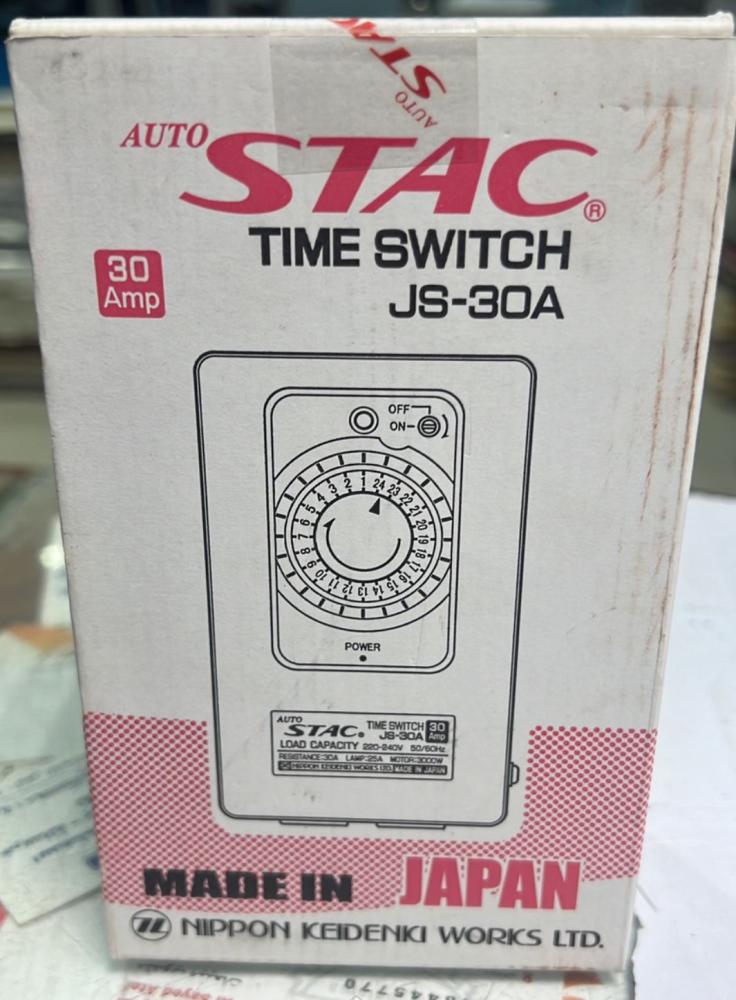 STAC
AUTO
AUTO
STAC®
TIME SWITCH
JS-30A
30
Amp
OFF
ON
1 2 3 4 5 6 7 8 9 10 11 12 13 14 15 16 17 18 19 20 21 22 23 24
POWER
AUTO
STAC® TIME SWITCH 30
JS-30A Amp
LOAD CAPACITY 220-240V 50/60Hz
RESISTANCE:30A LAMP:25A MOTOR:3000W
NIPPON KEIDENKI WORKS LTD. MADE IN JAPAN
MADE IN JAPAN
NIPPON KEIDENKI WORKS LTD.